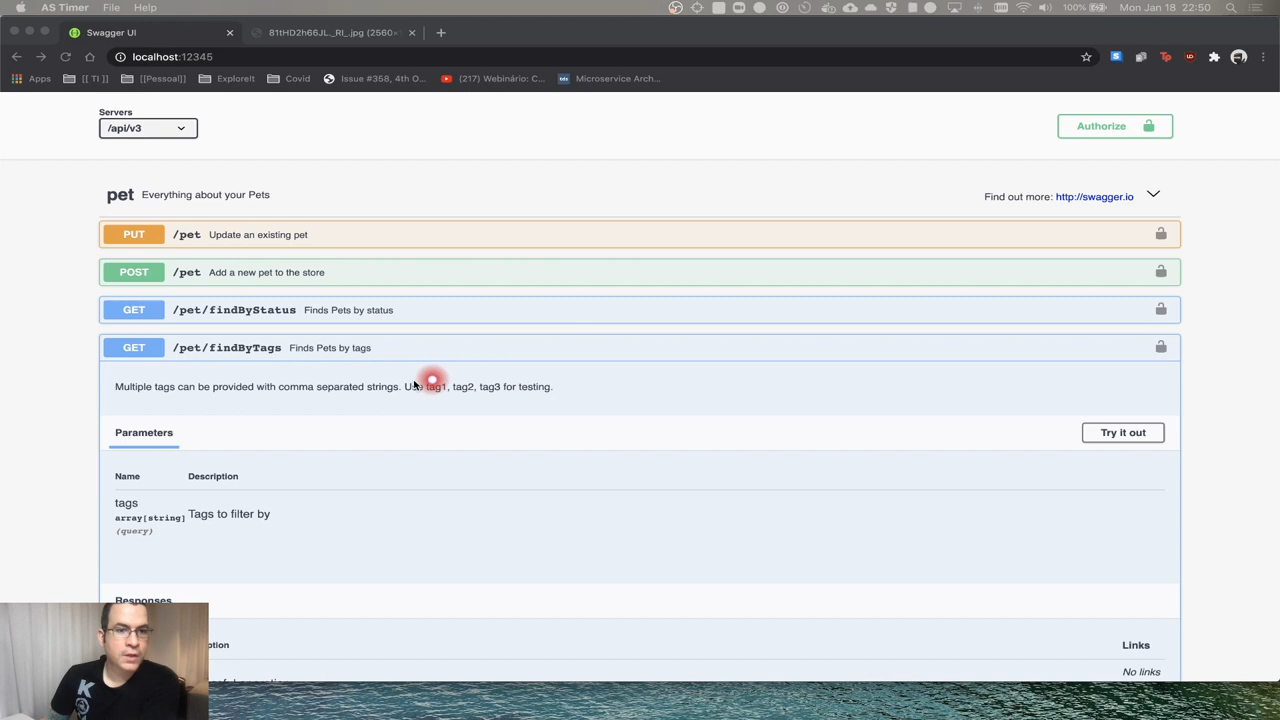 AS Timer File Help 100% Mon Jan 18 22:50
Swagger UI 81tHD2h66JL._RI_.jpg (2560×
localhost:12345
Apps [[ TI ]] [[Pessoal]] ExploreIt Covid Issue #358, 4th O... (217) Webinário: C... Microservice Arch...
Servers
/api/v3
Authorize
pet Everything about your Pets Find out more: http://swagger.io
PUT /pet Update an existing pet
POST /pet Add a new pet to the store
GET /pet/findByStatus Finds Pets by status
GET /pet/findByTags Finds Pets by tags
Multiple tags can be provided with comma separated strings. Use tag1, tag2, tag3 for testing.
Parameters Try it out
Name Description
tags
array[string] Tags to filter by
(query)
Responses
ption Links
No links